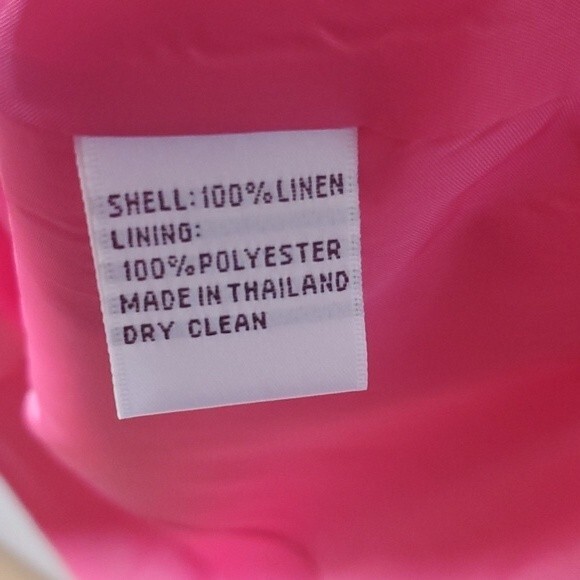 SHELL: 100% LINEN
LINING:
100% POLYESTER
MADE IN THAILAND
DRY CLEAN